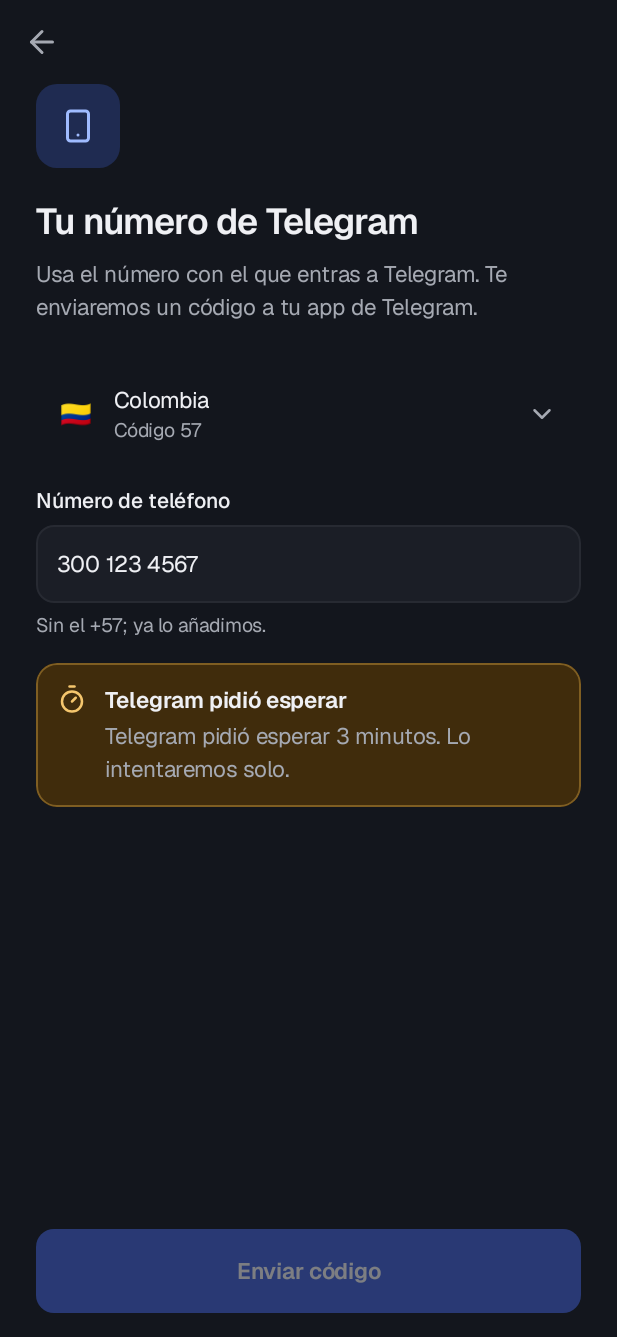 Tu número de Telegram
Usa el número con el que entras a Telegram. Te
enviaremos un código a tu app de Telegram.
Colombia
Código 57
Número de teléfono
300 123 4567
Sin el +57; ya lo añadimos.
Telegram pidió esperar
Telegram pidió esperar 3 minutos. Lo
intentaremos solo.
Enviar código